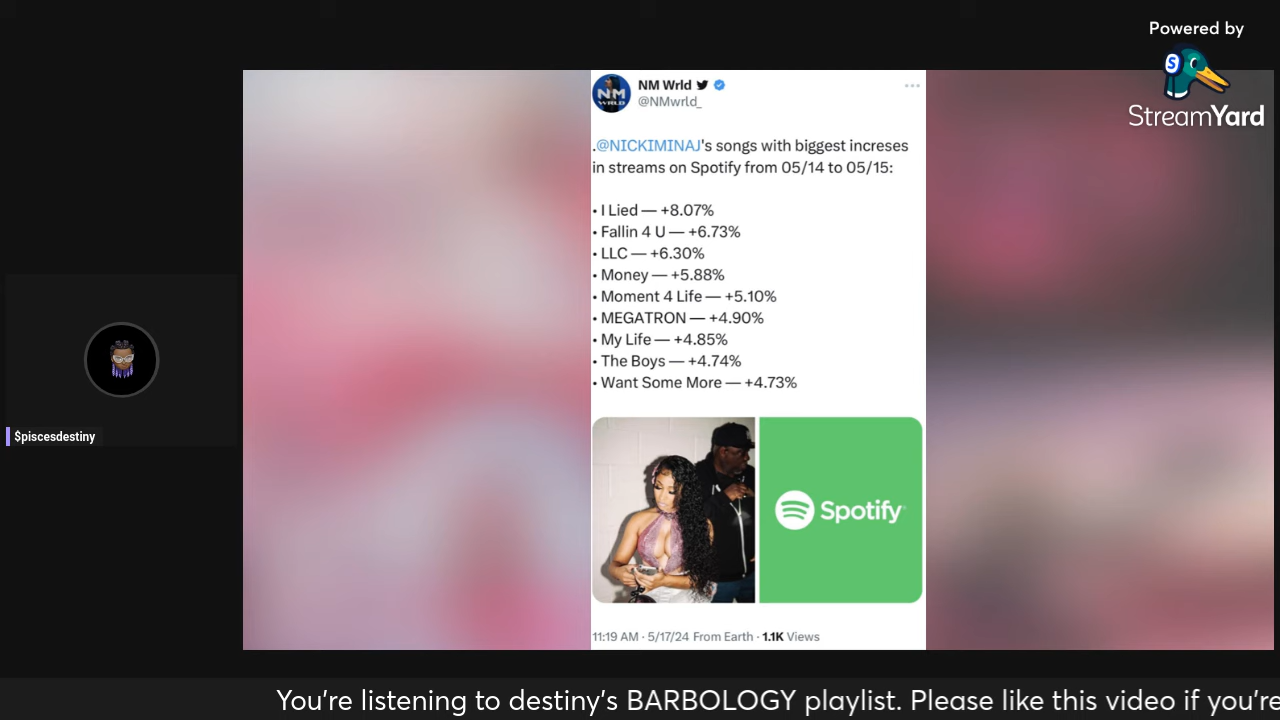 Powered by
StreamYard
NM Wrld
@NMwrld_
.@NICKIMINAJ's songs with biggest increses
in streams on Spotify from 05/14 to 05/15:
• I Lied — +8.07%
• Fallin 4 U — +6.73%
• LLC — +6.30%
• Money — +5.88%
• Moment 4 Life — +5.10%
• MEGATRON — +4.90%
• My Life — +4.85%
• The Boys — +4.74%
• Want Some More — +4.73%
Spotify
11:19 AM · 5/17/24 From Earth · 1.1K Views
$piscesdestiny
You're listening to destiny's BARBOLOGY playlist. Please like this video if you're